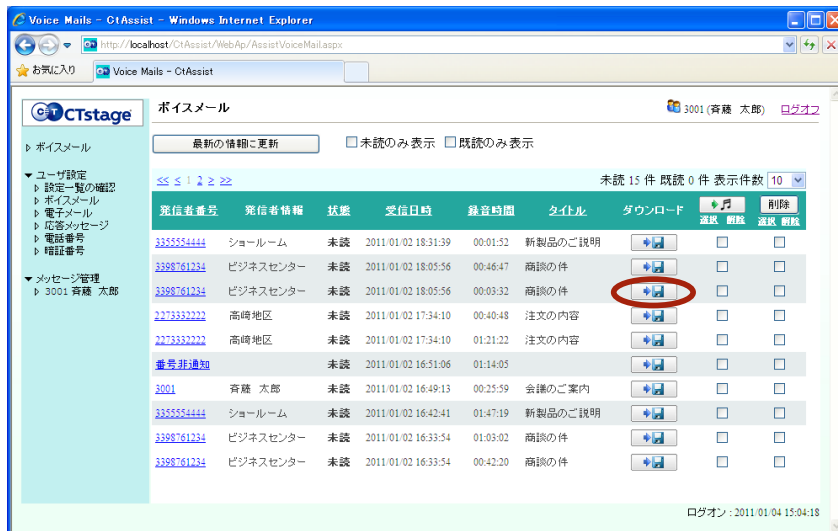 Voice Mails - CtAssist - Windows Internet Explorer
http://localhost/CtAssist/WebAp/AssistVoiceMail.aspx
お気に入り Voice Mails - CtAssist
CTstage
ボイスメール
3001 (斉藤 太郎) ログオフ
最新の情報に更新 未読のみ表示 既読のみ表示
ボイスメール
ユーザ設定
設定一覧の確認
ボイスメール
電子メール
応答メッセージ
電話番号
暗証番号
メッセージ管理
3001 斉藤 太郎
<< < 1 2 > >> 未読 15 件 既読 0 件 表示件数 10
発信者番号 発信者情報 状態 受信日時 録音時間 タイトル ダウンロード 選択 解除 削除 選択 解除
3355554444 ショールーム 未読 2011/01/02 18:31:39 00:01:52 新製品のご説明
3398761234 ビジネスセンター 未読 2011/01/02 18:05:56 00:46:47 商談の件
3398761234 ビジネスセンター 未読 2011/01/02 18:05:56 00:03:32 商談の件
2273332222 高崎地区 未読 2011/01/02 17:34:10 00:40:48 注文の内容
2273332222 高崎地区 未読 2011/01/02 17:34:10 01:21:22 注文の内容
番号非通知 未読 2011/01/02 16:51:06 01:14:05
3001 斉藤 太郎 未読 2011/01/02 16:49:13 00:25:59 会議のご案内
3355554444 ショールーム 未読 2011/01/02 16:42:41 01:47:19 新製品のご説明
3398761234 ビジネスセンター 未読 2011/01/02 16:33:54 01:03:02 商談の件
3398761234 ビジネスセンター 未読 2011/01/02 16:33:54 00:42:20 商談の件
ログオン : 2011/01/04 15:04:18